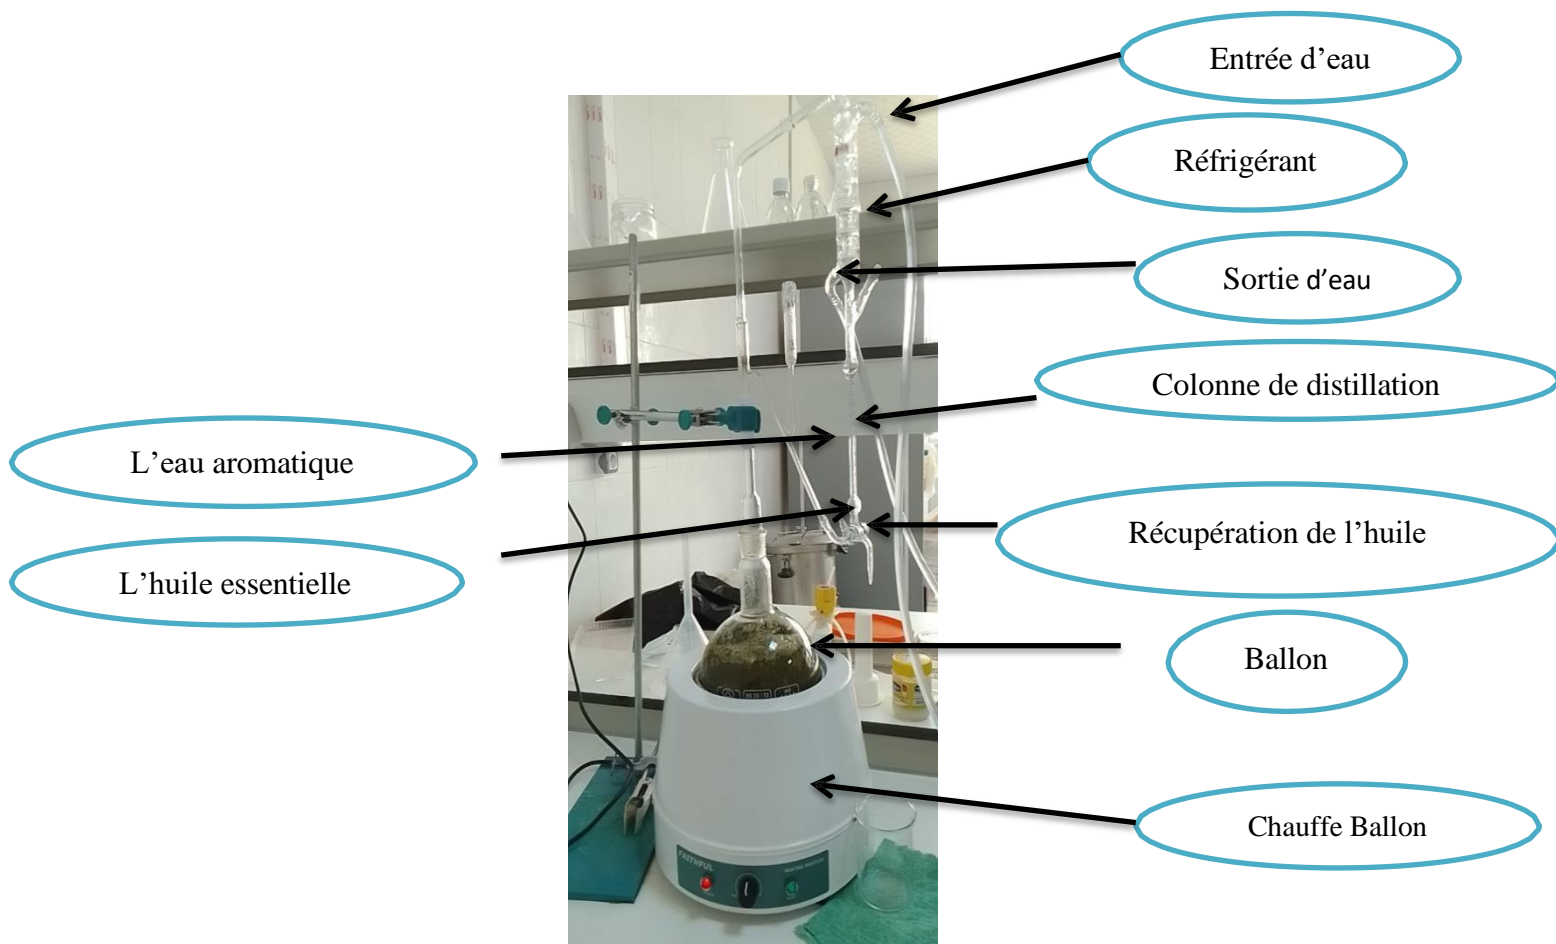 Entrée d’eau
Réfrigérant
Sortie d’eau
Colonne de distillation
L’eau aromatique
L’huile essentielle
Récupération de l’huile
Ballon
Chauffe Ballon
FAITHFUL